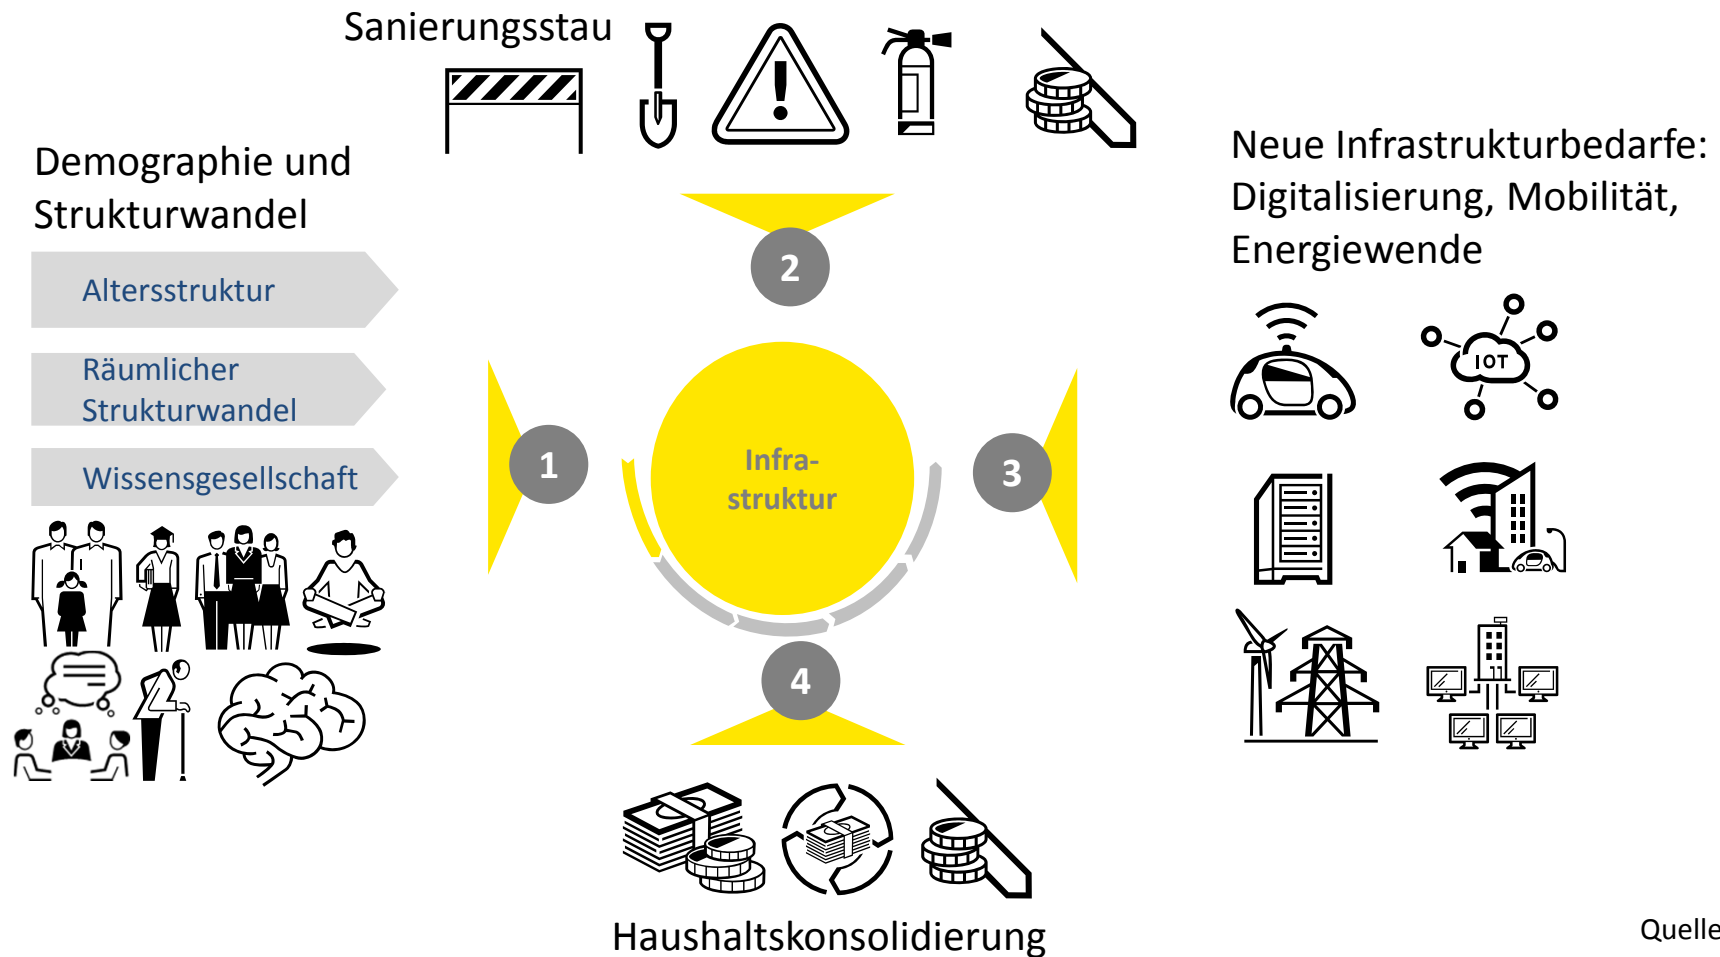 Sanierungsstau
Demographie und
Strukturwandel
Altersstruktur
Räumlicher
Strukturwandel
Wissensgesellschaft
Neue Infrastrukturbedarfe:
Digitalisierung, Mobilität,
Energiewende
IOT
2
1
Infra-
struktur
3
4
Haushaltskonsolidierung
Quelle